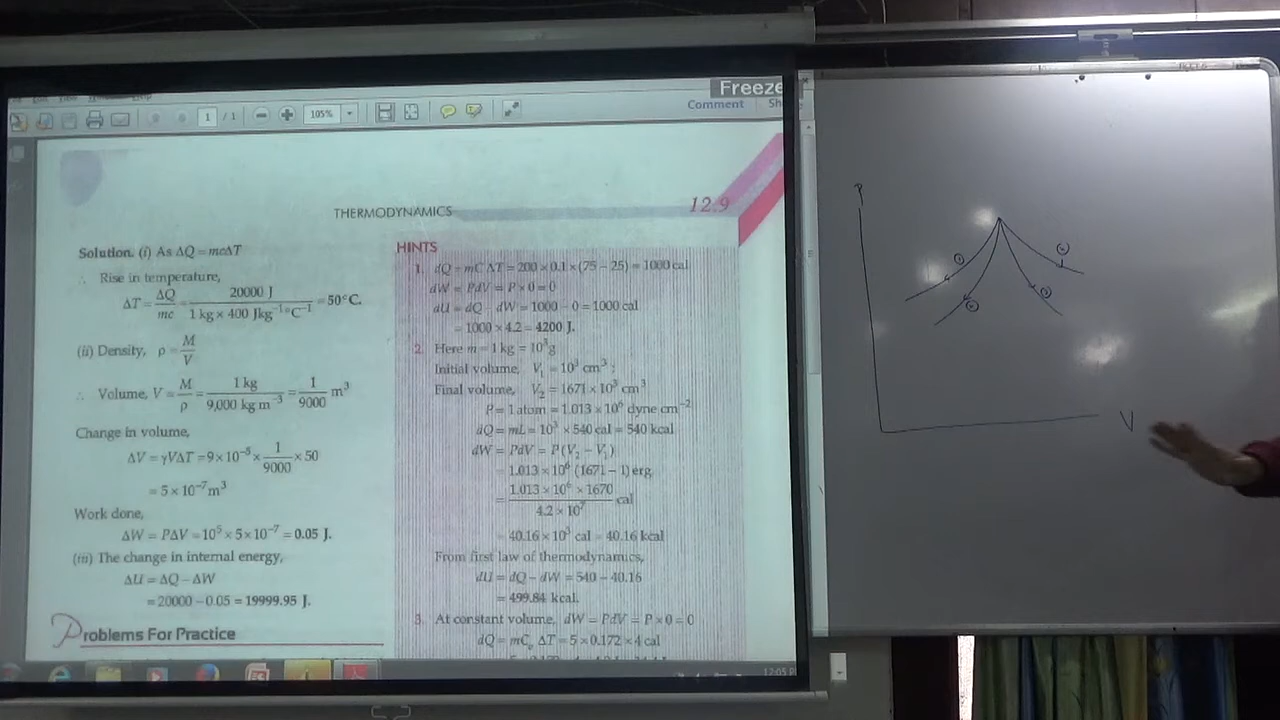 Freeze
Comment
1 / 1
105%
THERMODYNAMICS
12.9
Solution. (i) As ΔQ = mcΔT
∴ Rise in temperature,
ΔT = ΔQ/mc = 20000 J / 1 kg × 400 Jkg⁻¹°C⁻¹ = 50°C.
(ii) Density, ρ = M/V
∴ Volume, V = M/ρ = 1 kg / 9,000 kg m⁻³ = 1/9000 m³
Change in volume,
ΔV = γVΔT = 9×10⁻⁵ × 1/9000 × 50
= 5×10⁻⁷ m³
Work done,
ΔW = PΔV = 10⁵ × 5×10⁻⁷ = 0.05 J.
(iii) The change in internal energy,
ΔU = ΔQ − ΔW
= 20000 − 0.05 = 19999.95 J.
Problems For Practice
HINTS
1. dQ = mC ΔT = 200 × 0.1 × (75 − 25) = 1000 cal
dW = PdV = P × 0 = 0
dU = dQ − dW = 1000 − 0 = 1000 cal
= 1000 × 4.2 = 4200 J.
2. Here m = 1 kg = 10³g
Initial volume, V₁ = 10³ cm³ ;
Final volume, V₂ = 1671 × 10³ cm³
P = 1 atom = 1.013 × 10⁶ dyne cm⁻²
dQ = mL = 10³ × 540 cal = 540 kcal
dW = PdV = P(V₂ − V₁)
= 1.013 × 10⁶ (1671 − 1) erg
= 1.013 × 10⁶ × 1670 / 4.2 × 10⁷ cal
= 40.16 × 10³ cal = 40.16 kcal
From first law of thermodynamics,
dU = dQ − dW = 540 − 40.16
= 499.84 kcal.
3. At constant volume, dW = PdV = P × 0 = 0
dQ = mCᵥ ΔT = 5 × 0.172 × 4 cal
12:05 P
P
V